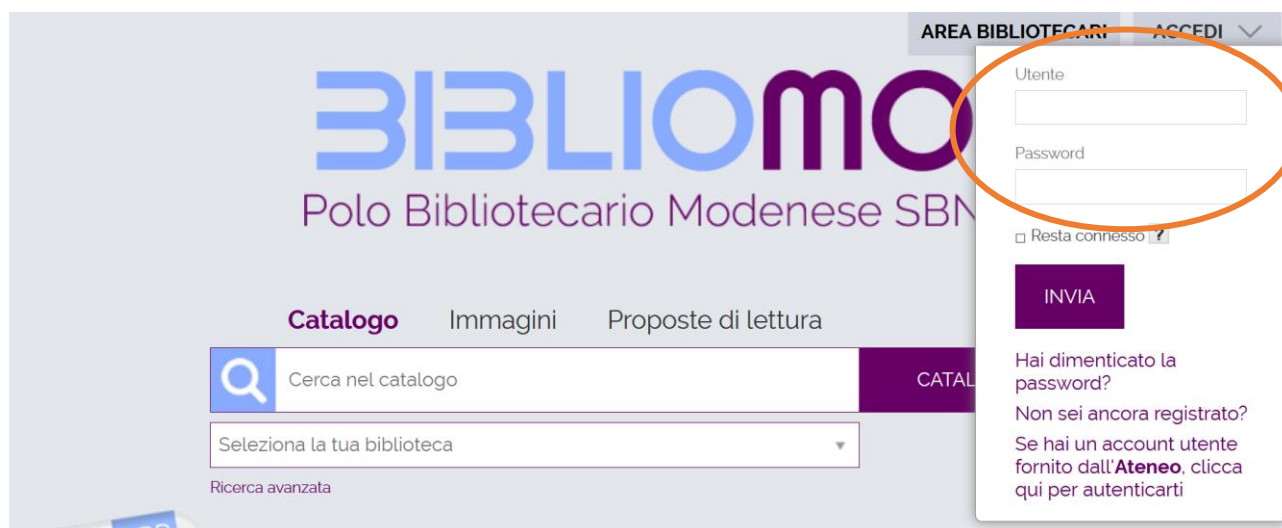 AREA BIBLIOTECARI ACCEDI
BIBLIOMO
Polo Bibliotecario Modenese SBN
Catalogo Immagini Proposte di lettura
Cerca nel catalogo
CATAL
Seleziona la tua biblioteca
Ricerca avanzata
Utente
Password
Resta connesso ?
INVIA
Hai dimenticato la
password?
Non sei ancora registrato?
Se hai un account utente
fornito dall'Ateneo, clicca
qui per autenticarti